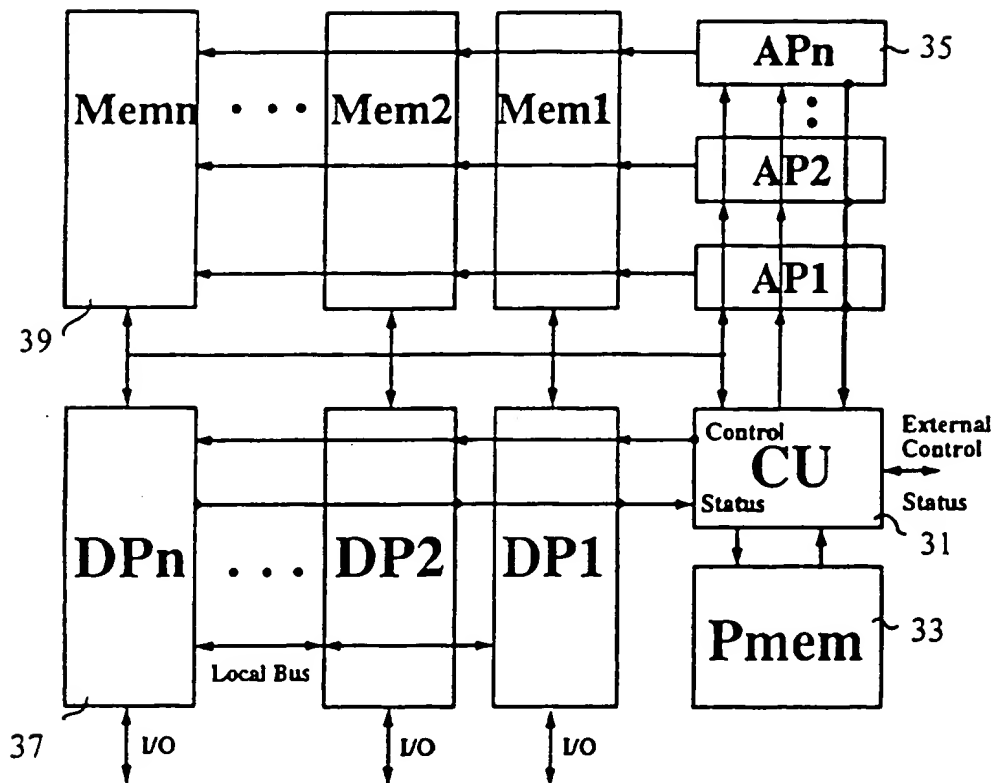 APn
35
Memn
• • •
Mem2
Mem1
AP2
AP1
39
Control
External
Control
CU
Status
Status
31
DPn
• • •
DP2
DP1
Pmem
33
Local Bus
37
I/O
I/O
I/O